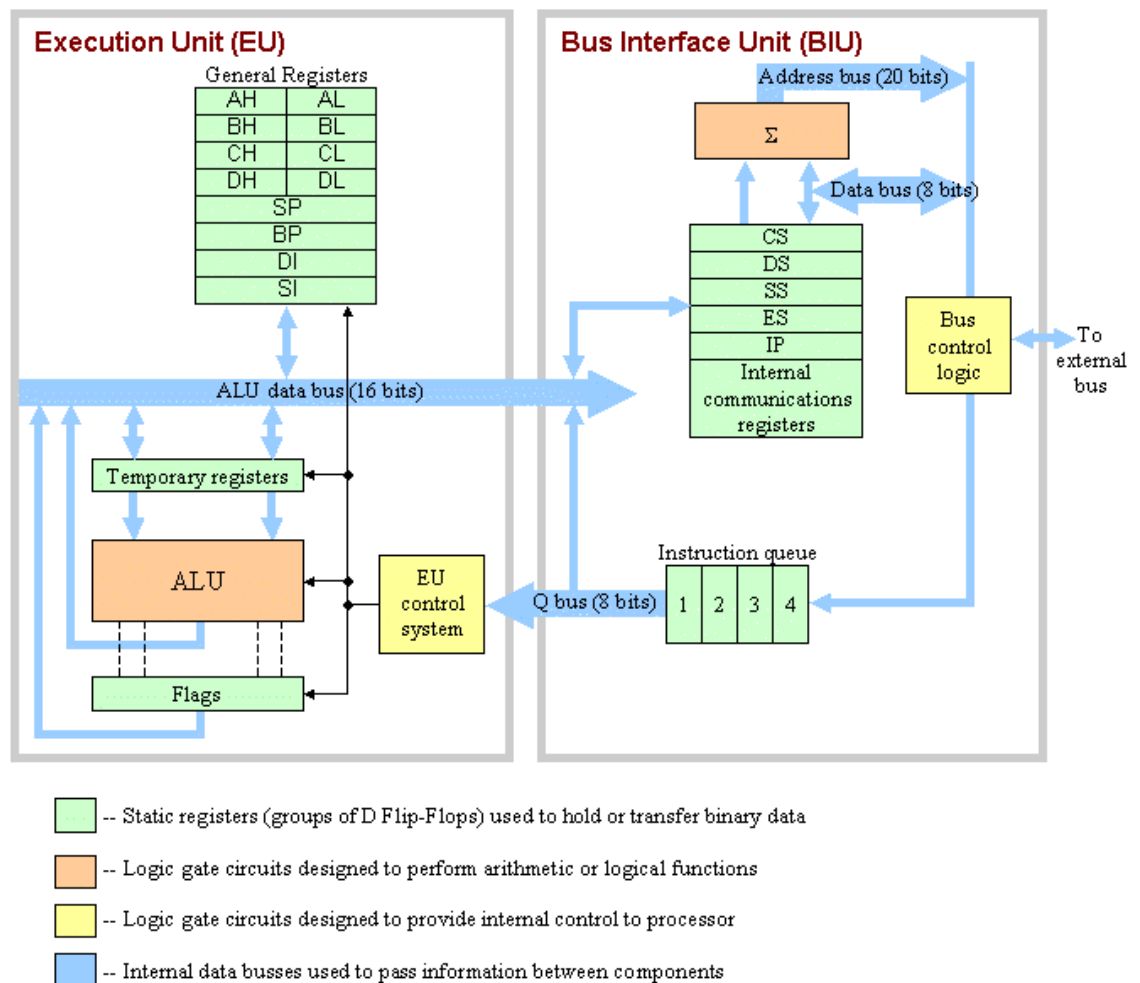 Execution Unit (EU)
General Registers
AH AL
BH BL
CH CL
DH DL
SP
BP
DI
SI
ALU data bus (16 bits)
Temporary registers
ALU
Flags
EU
control
system
Bus Interface Unit (BIU)
Address bus (20 bits)
Σ
Data bus (8 bits)
CS
DS
SS
ES
IP
Internal
communications
registers
Bus
control
logic
To
external
bus
Instruction queue
Q bus (8 bits)
1 2 3 4
-- Static registers (groups of D Flip-Flops) used to hold or transfer binary data
-- Logic gate circuits designed to perform arithmetic or logical functions
-- Logic gate circuits designed to provide internal control to processor
-- Internal data busses used to pass information between components